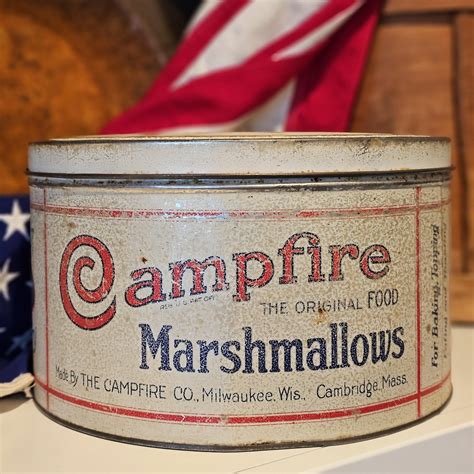 Campfire
REG. U.S. PAT. OFF.
THE ORIGINAL FOOD
Marshmallows
Made By THE CAMPFIRE CO., Milwaukee, Wis., Cambridge, Mass.
For Baking-Topping